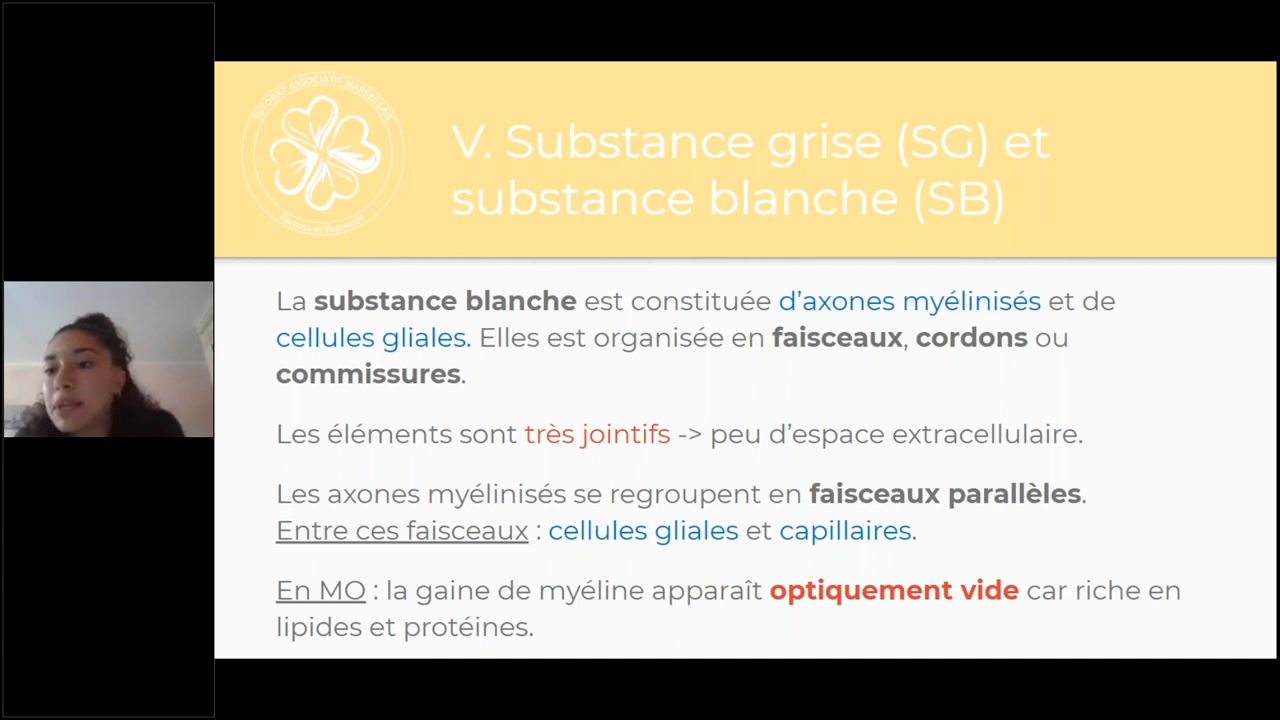 TUTORAT ASSOCIATIF MARSEILLAIS
V. Substance grise (SG) et
substance blanche (SB)
La substance blanche est constituée d’axones myélinisés et de
cellules gliales. Elles est organisée en faisceaux, cordons ou
commissures.
Les éléments sont très jointifs -> peu d’espace extracellulaire.
Les axones myélinisés se regroupent en faisceaux parallèles.
Entre ces faisceaux : cellules gliales et capillaires.
En MO : la gaine de myéline apparaît optiquement vide car riche en
lipides et protéines.